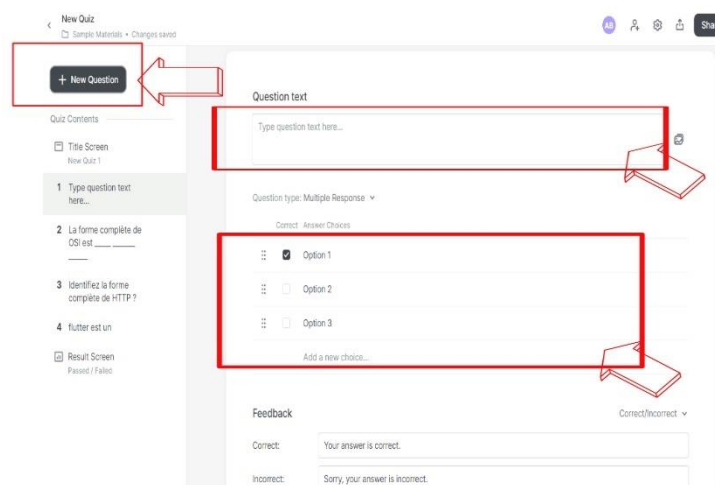 New Quiz
Sample Materials • Changes saved
AB
Sha
+ New Question
Quiz Contents
Title Screen
New Quiz 1
1 Type question text
here...
2 La forme complète de
OSI est ____ _____
____
3 Identifiez la forme
complète de HTTP ?
4 flutter est un
Result Screen
Passed / Failed
Question text
Type question text here...
Question type: Multiple Response
Correct Answer Choices
Option 1
Option 2
Option 3
Add a new choice...
Feedback
Correct/Incorrect
Correct: Your answer is correct.
Incorrect: Sorry, your answer is incorrect.